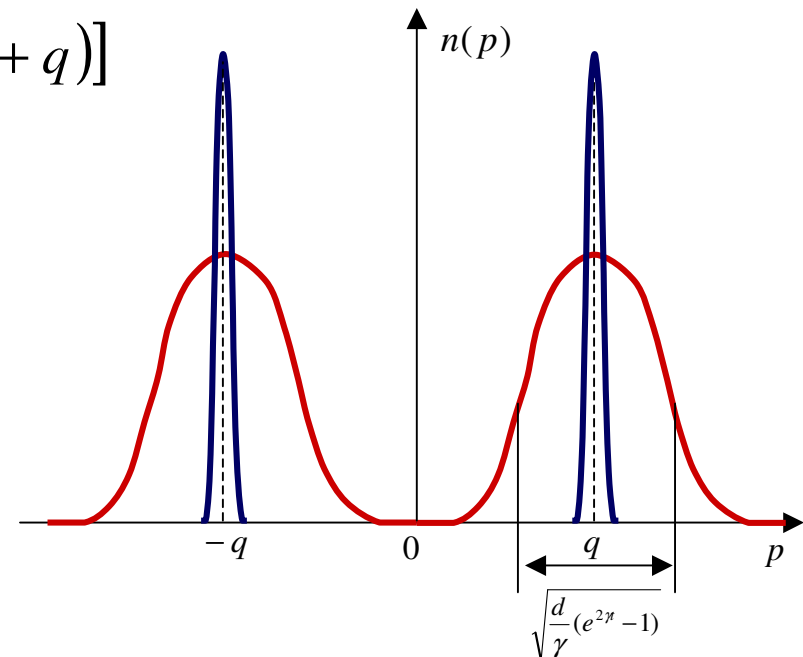 + q)]
n(p)
−q 0 q p
√(d/γ (e^{2γt} −1))